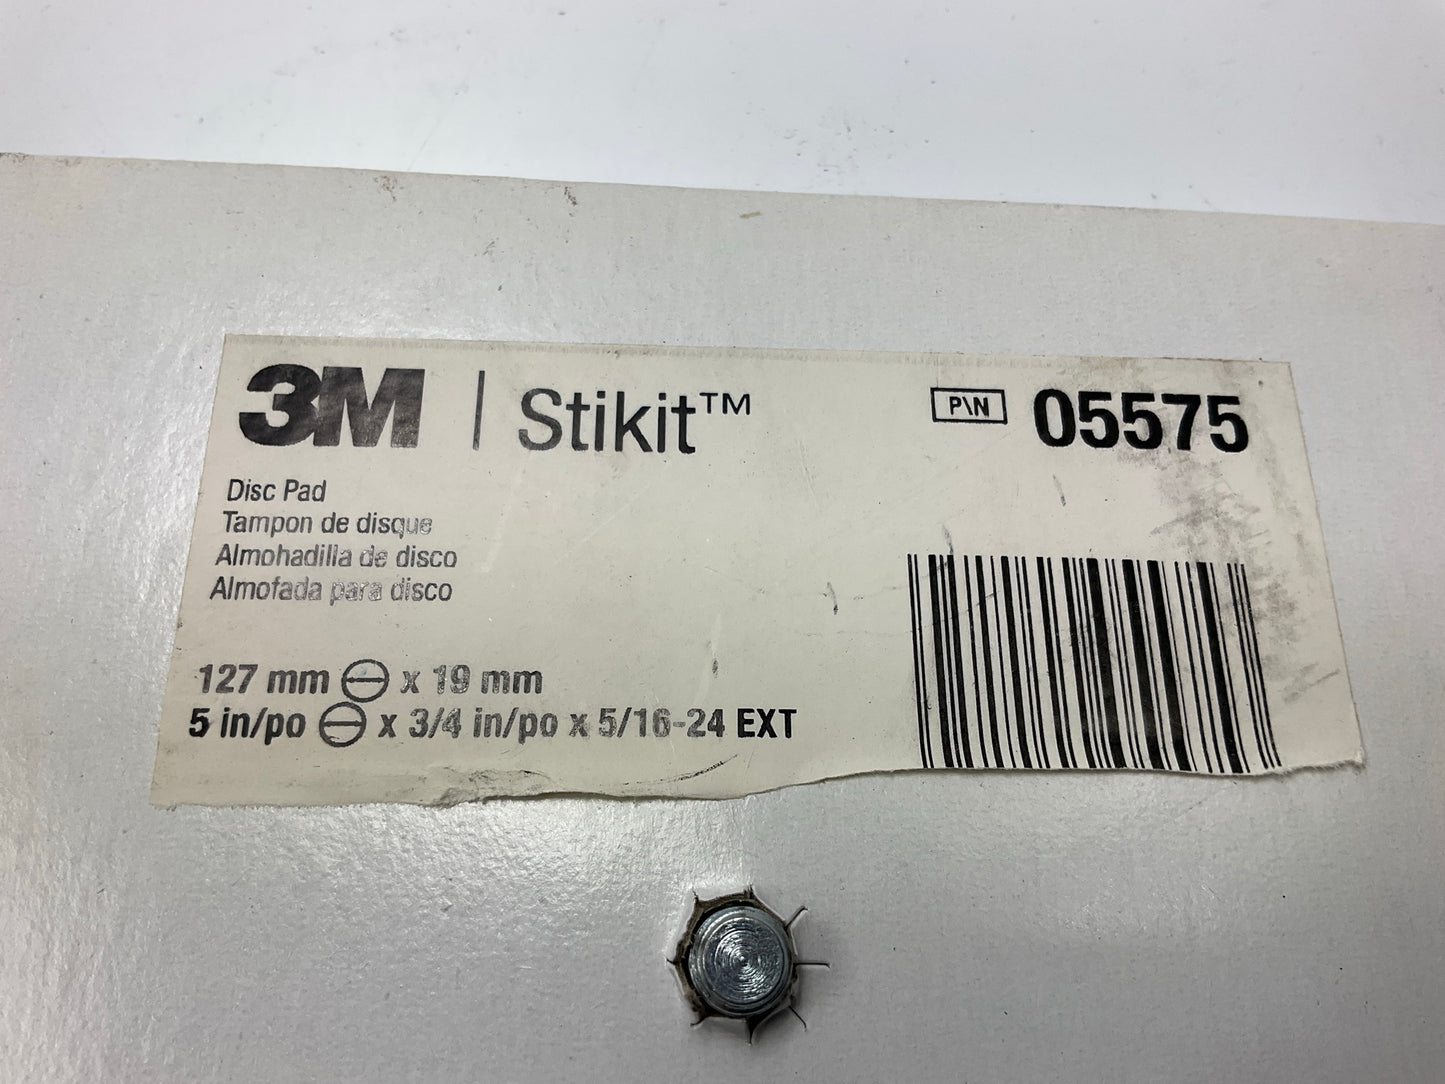 3M | Stikit™
P\N 05575
Disc Pad
Tampon de disque
Almohadilla de disco
Almofada para disco
127 mm ⊖ x 19 mm
5 in/po ⊖ x 3/4 in/po x 5/16-24 EXT